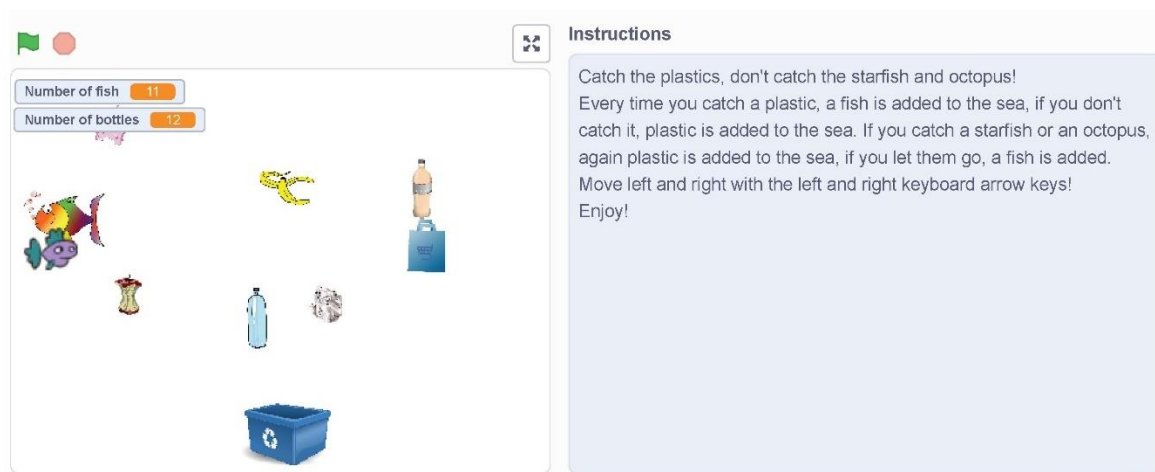 Instructions
Number of fish 11
Number of bottles 12
Catch the plastics, don't catch the starfish and octopus!
Every time you catch a plastic, a fish is added to the sea, if you don't
catch it, plastic is added to the sea. If you catch a starfish or an octopus,
again plastic is added to the sea, if you let them go, a fish is added.
Move left and right with the left and right keyboard arrow keys!
Enjoy!